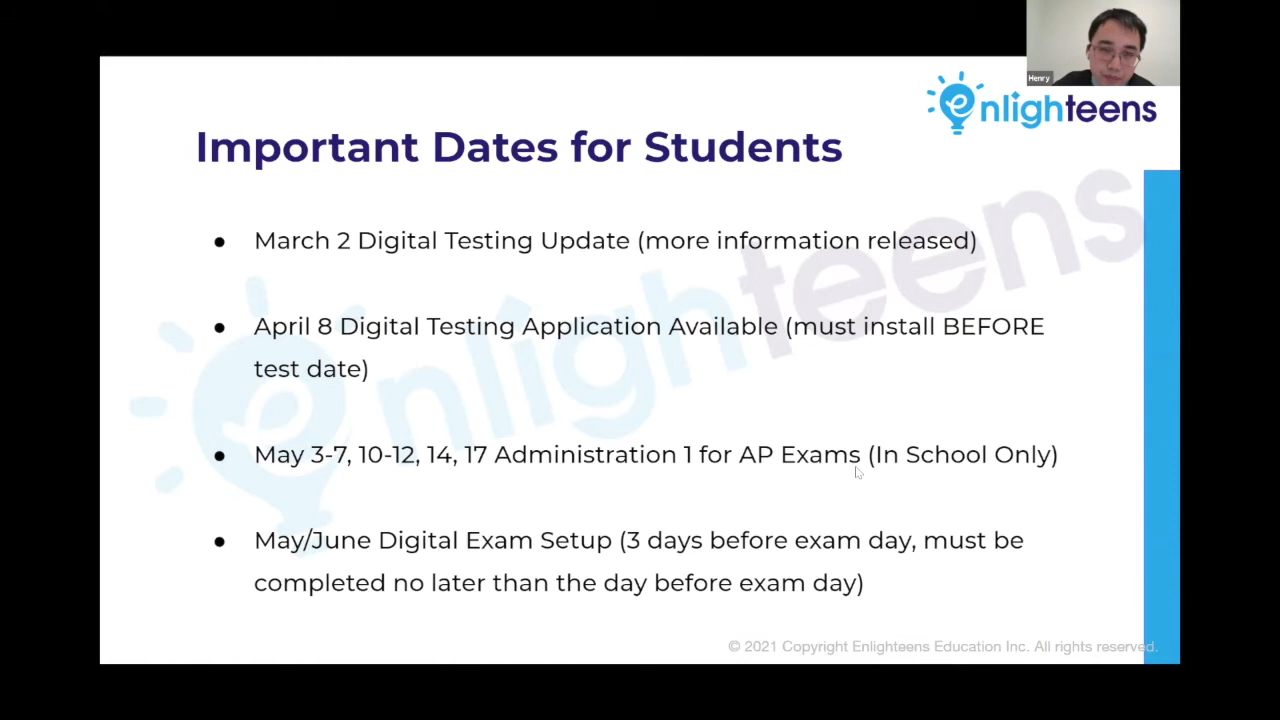 Henry
enlighteens
Important Dates for Students
● March 2 Digital Testing Update (more information released)
● April 8 Digital Testing Application Available (must install BEFORE
test date)
● May 3-7, 10-12, 14, 17 Administration 1 for AP Exams (In School Only)
● May/June Digital Exam Setup (3 days before exam day, must be
completed no later than the day before exam day)
enlighteens
© 2021 Copyright Enlighteens Education Inc. All rights reserved.